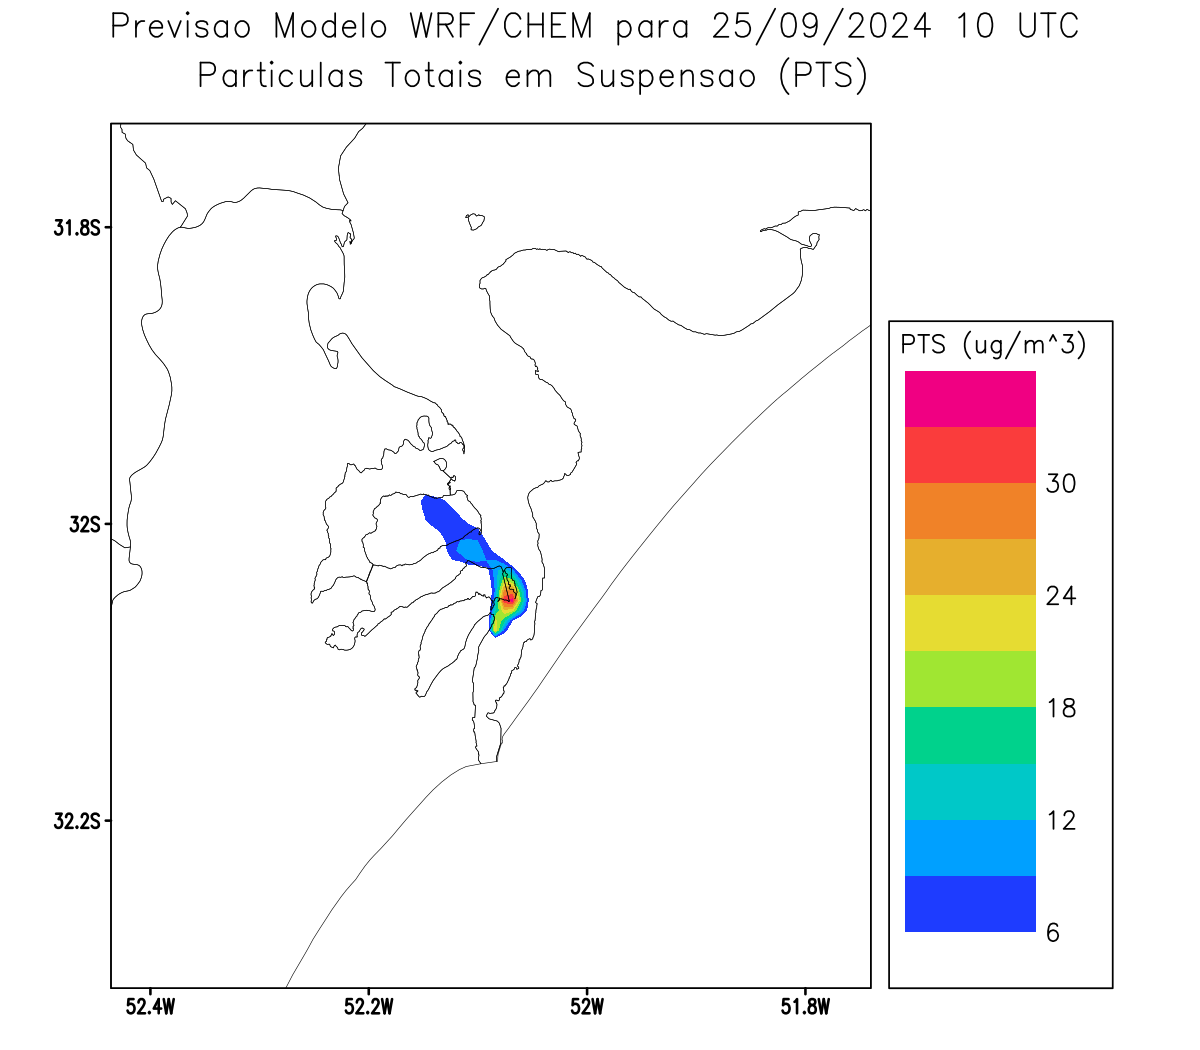 Previsao Modelo WRF/CHEM para 25/09/2024 10 UTC
Particulas Totais em Suspensao (PTS)
31.8S
32S
32.2S
52.4W
52.2W
52W
51.8W
PTS (ug/m^3)
30
24
18
12
6